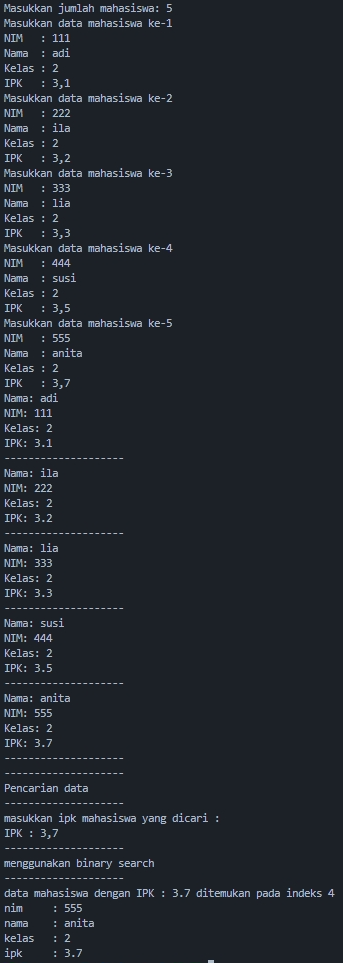 Masukkan jumlah mahasiswa: 5
Masukkan data mahasiswa ke-1
NIM   : 111
Nama  : adi
Kelas : 2
IPK   : 3,1
Masukkan data mahasiswa ke-2
NIM   : 222
Nama  : ila
Kelas : 2
IPK   : 3,2
Masukkan data mahasiswa ke-3
NIM   : 333
Nama  : lia
Kelas : 2
IPK   : 3,3
Masukkan data mahasiswa ke-4
NIM   : 444
Nama  : susi
Kelas : 2
IPK   : 3,5
Masukkan data mahasiswa ke-5
NIM   : 555
Nama  : anita
Kelas : 2
IPK   : 3,7
Nama: adi
NIM: 111
Kelas: 2
IPK: 3.1
--------------------
Nama: ila
NIM: 222
Kelas: 2
IPK: 3.2
--------------------
Nama: lia
NIM: 333
Kelas: 2
IPK: 3.3
--------------------
Nama: susi
NIM: 444
Kelas: 2
IPK: 3.5
--------------------
Nama: anita
NIM: 555
Kelas: 2
IPK: 3.7
--------------------
--------------------
Pencarian data
--------------------
masukkan ipk mahasiswa yang dicari :
IPK : 3,7
--------------------
menggunakan binary search
--------------------
data mahasiswa dengan IPK : 3.7 ditemukan pada indeks 4
nim     : 555
nama    : anita
kelas   : 2
ipk     : 3.7